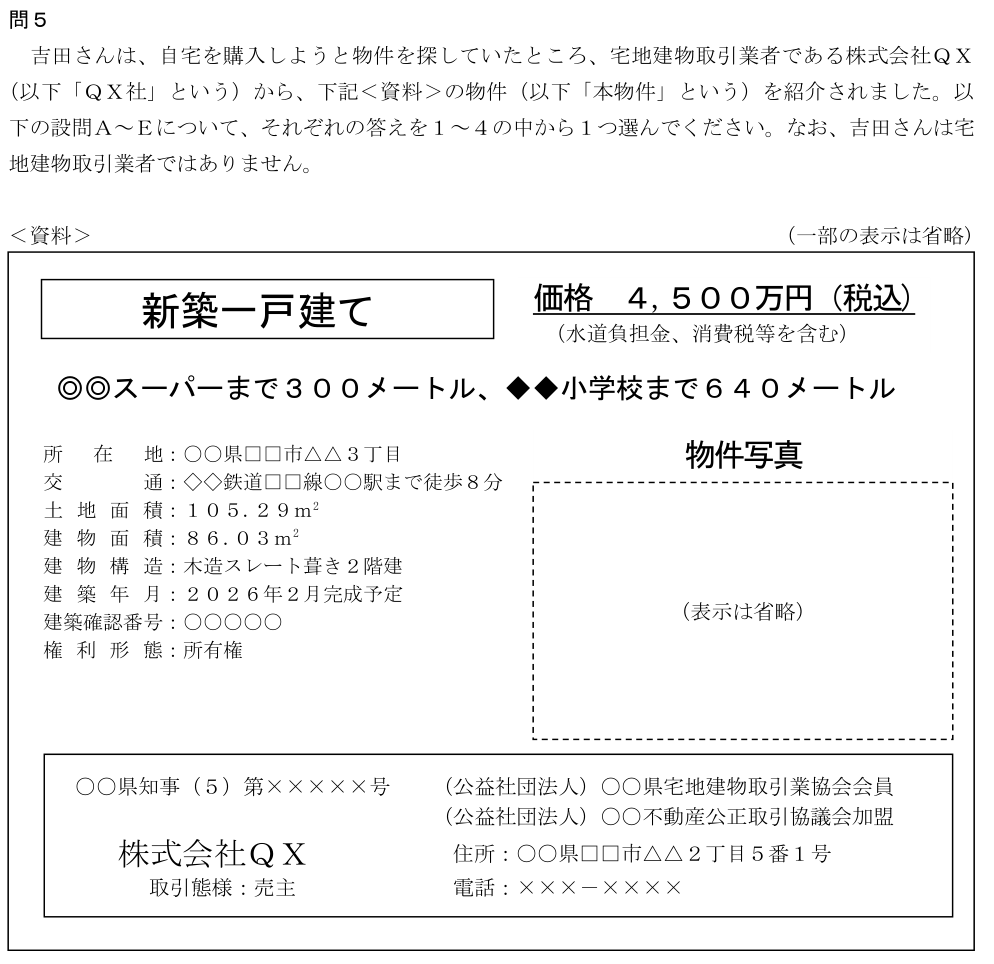 問５
吉田さんは、自宅を購入しようと物件を探していたところ、宅地建物取引業者である株式会社ＱＸ
（以下「ＱＸ社」という）から、下記＜資料＞の物件（以下「本物件」という）を紹介されました。以
下の設問Ａ～Ｅについて、それぞれの答えを１～４の中から１つ選んでください。なお、吉田さんは宅
地建物取引業者ではありません。
＜資料＞ （一部の表示は省略）
新築一戸建て
価格　４,５００万円（税込）
（水道負担金、消費税等を含む）
◎◎スーパーまで３００メートル、◆◆小学校まで６４０メートル
所在地：○○県□□市△△３丁目
交通：◇◇鉄道□□線○○駅まで徒歩８分
土地面積：１０５.２９ｍ²
建物面積：８６.０３ｍ²
建物構造：木造スレート葺き２階建
建築年月：２０２６年２月完成予定
建築確認番号：○○○○○
権利形態：所有権
物件写真
（表示は省略）
○○県知事（５）第×××××号
株式会社ＱＸ
取引態様：売主
（公益社団法人）○○県宅地建物取引業協会会員
（公益社団法人）○○不動産公正取引協議会加盟
住所：○○県□□市△△２丁目５番１号
電話：×××－××××